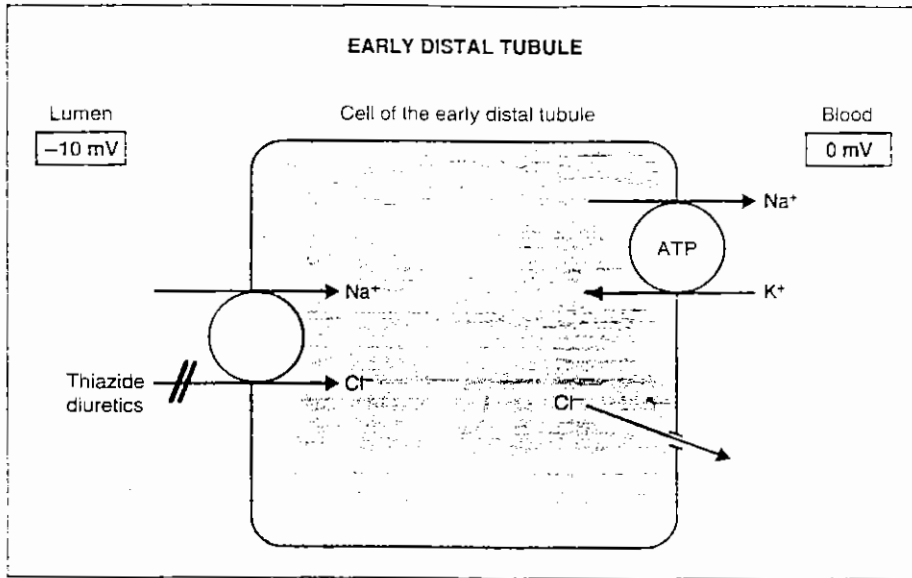 EARLY DISTAL TUBULE
Lumen
Cell of the early distal tubule
Blood
–10 mV
0 mV
Na⁺
ATP
Na⁺
K⁺
Thiazide
diuretics
Cl⁻
Cl⁻